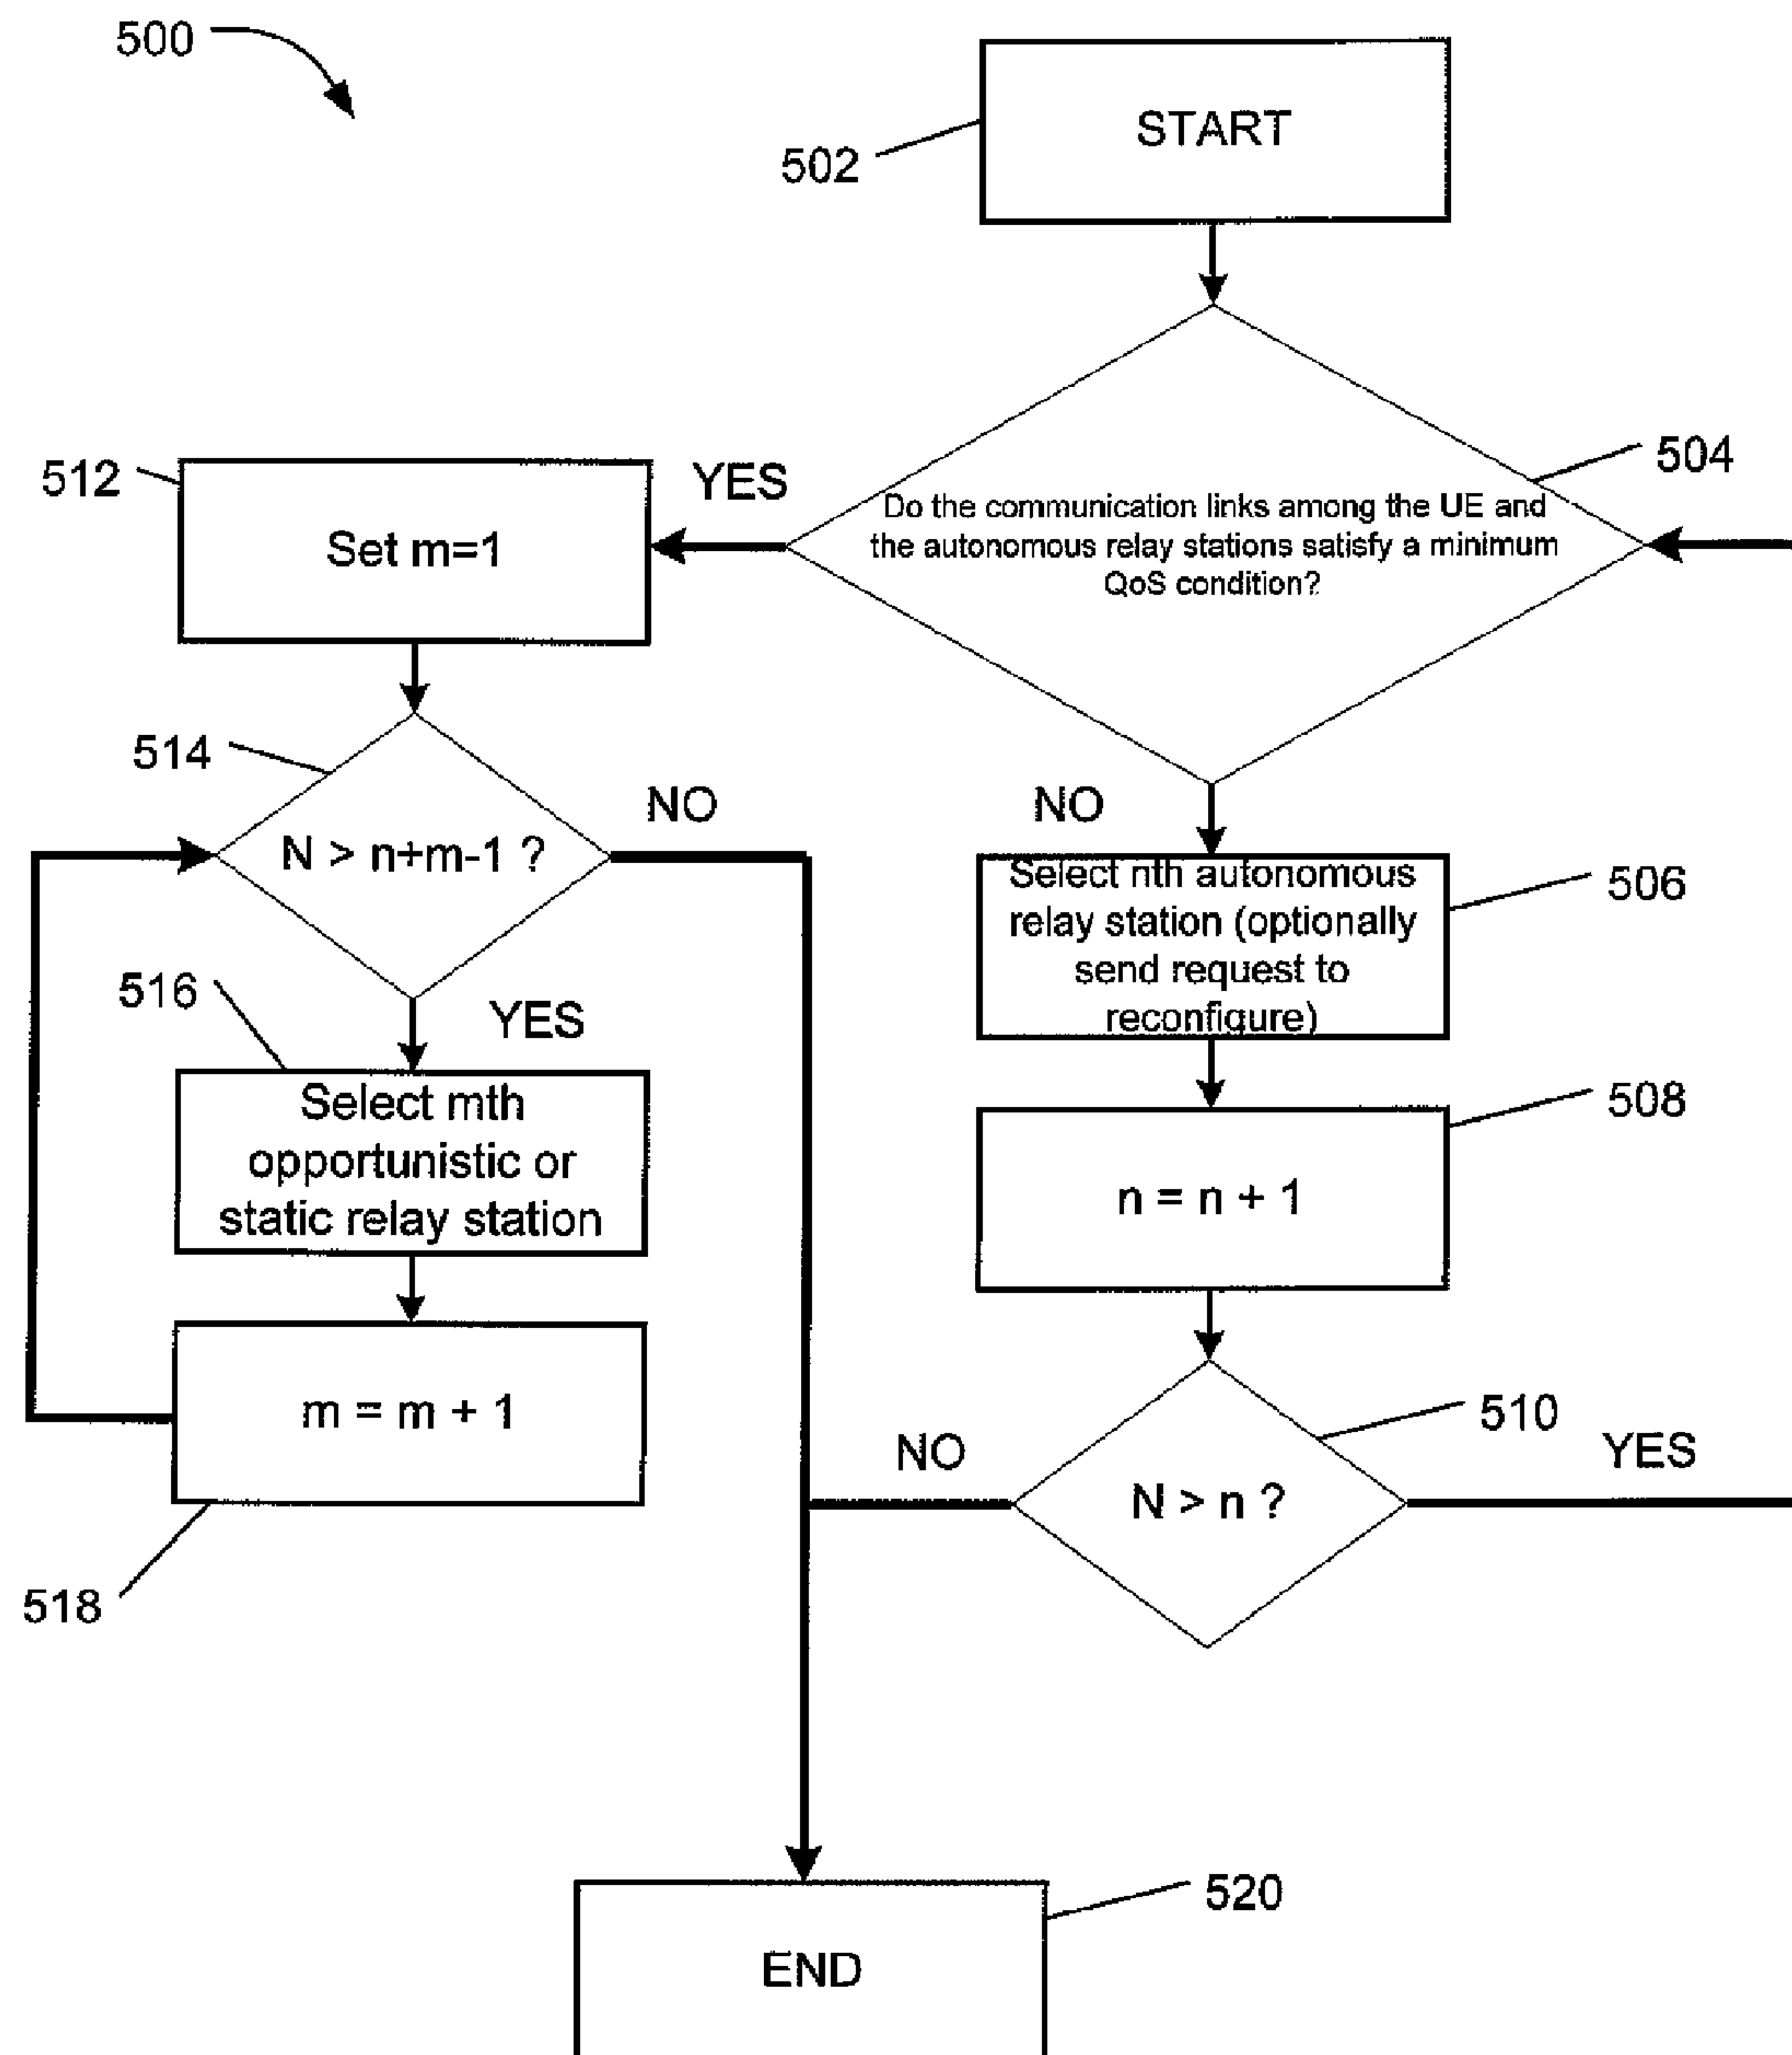 500
START
502
504
Do the communication links among the UE and
the autonomous relay stations satisfy a minimum
QoS condition?
YES
512
Set m=1
514
N > n+m-1 ?
NO
NO
Select nth autonomous
relay station (optionally
send request to
reconfigure)
506
516
YES
Select mth
opportunistic or
static relay station
508
n = n + 1
m = m + 1
518
510
NO
YES
N > n ?
520
END